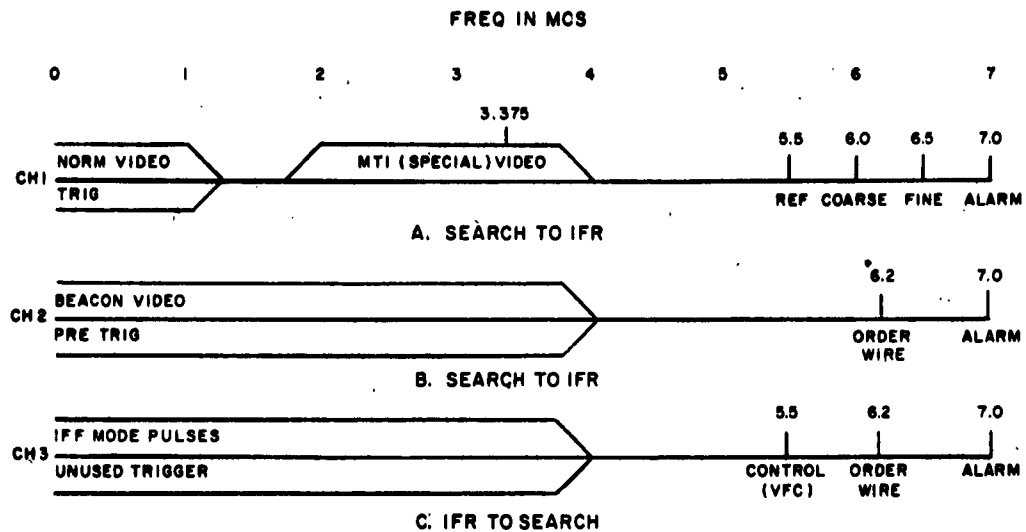 FREQ IN MCS
0 1 2 3 4 5 6 7
3.375
5.5 6.0 6.5 7.0
NORM VIDEO
MTI (SPECIAL) VIDEO
CH1
TRIG
REF COARSE FINE ALARM
A. SEARCH TO IFR
6.2 7.0
BEACON VIDEO
CH2
PRE TRIG
ORDER WIRE
ALARM
B. SEARCH TO IFR
5.5 6.2 7.0
IFF MODE PULSES
CH3
UNUSED TRIGGER
CONTROL (VFC)
ORDER WIRE
ALARM
C. IFR TO SEARCH